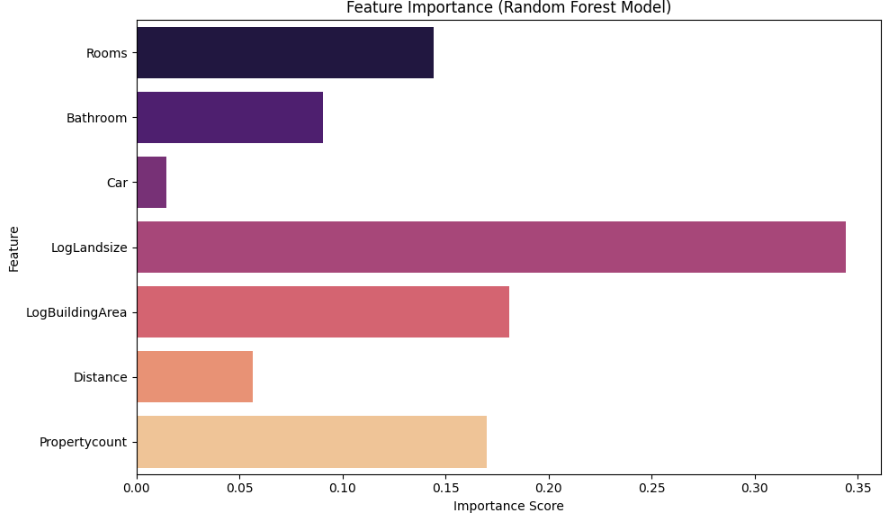 Feature Importance (Random Forest Model)
Feature
Rooms
Bathroom
Car
LogLandsize
LogBuildingArea
Distance
Propertycount
0.00 0.05 0.10 0.15 0.20 0.25 0.30 0.35
Importance Score